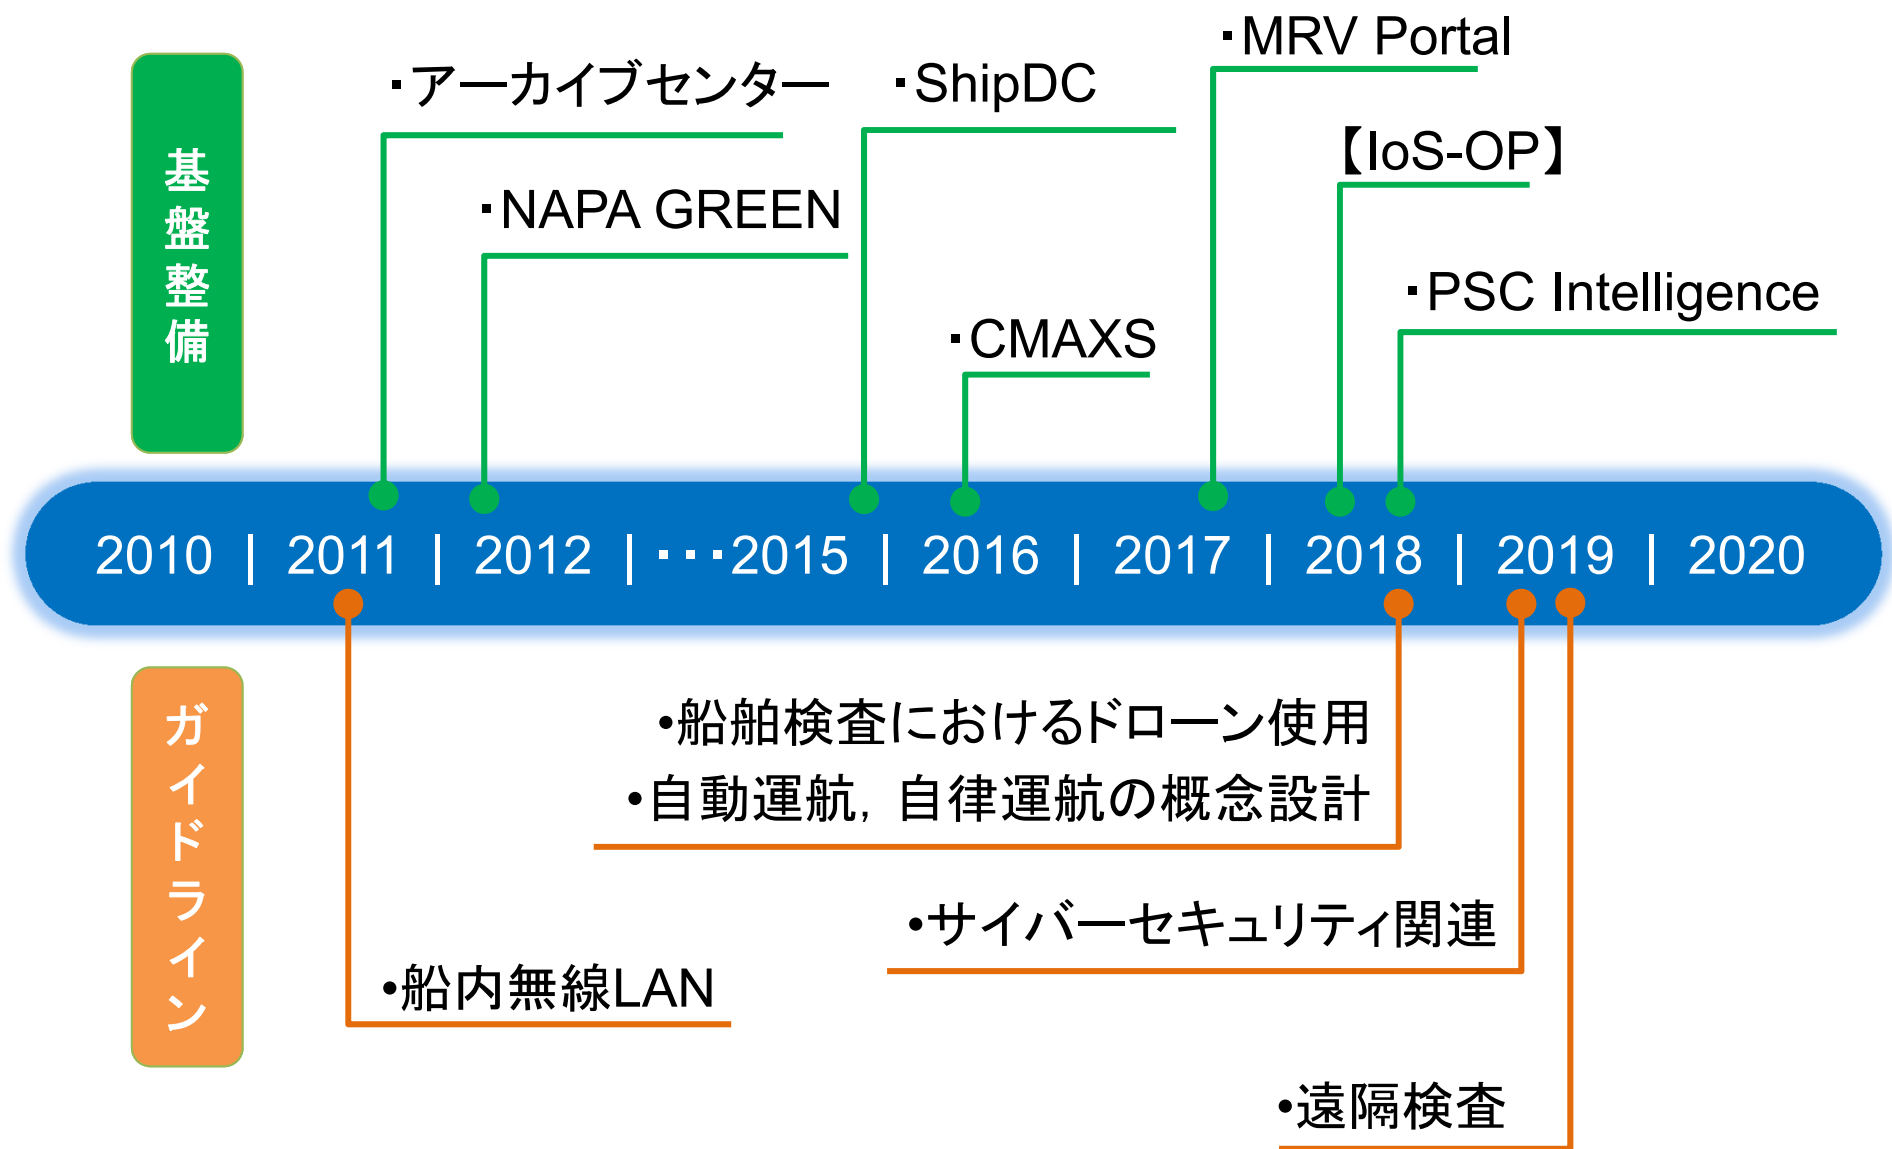 ・MRV Portal
・アーカイブセンター
・ShipDC
【IoS-OP】
・NAPA GREEN
・PSC Intelligence
・CMAXS
基盤整備
2010 | 2011 | 2012 | ・・・2015 | 2016 | 2017 | 2018 | 2019 | 2020
ガイドライン
•船舶検査におけるドローン使用
•自動運航，自律運航の概念設計
•サイバーセキュリティ関連
•船内無線LAN
•遠隔検査